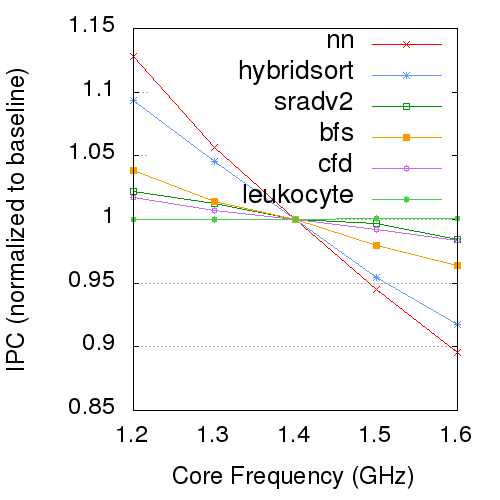 1.15
1.1
1.05
1
0.95
0.9
0.85
IPC (normalized to baseline)
nn
hybridsort
sradv2
bfs
cfd
leukocyte
1.2 1.3 1.4 1.5 1.6
Core Frequency (GHz)